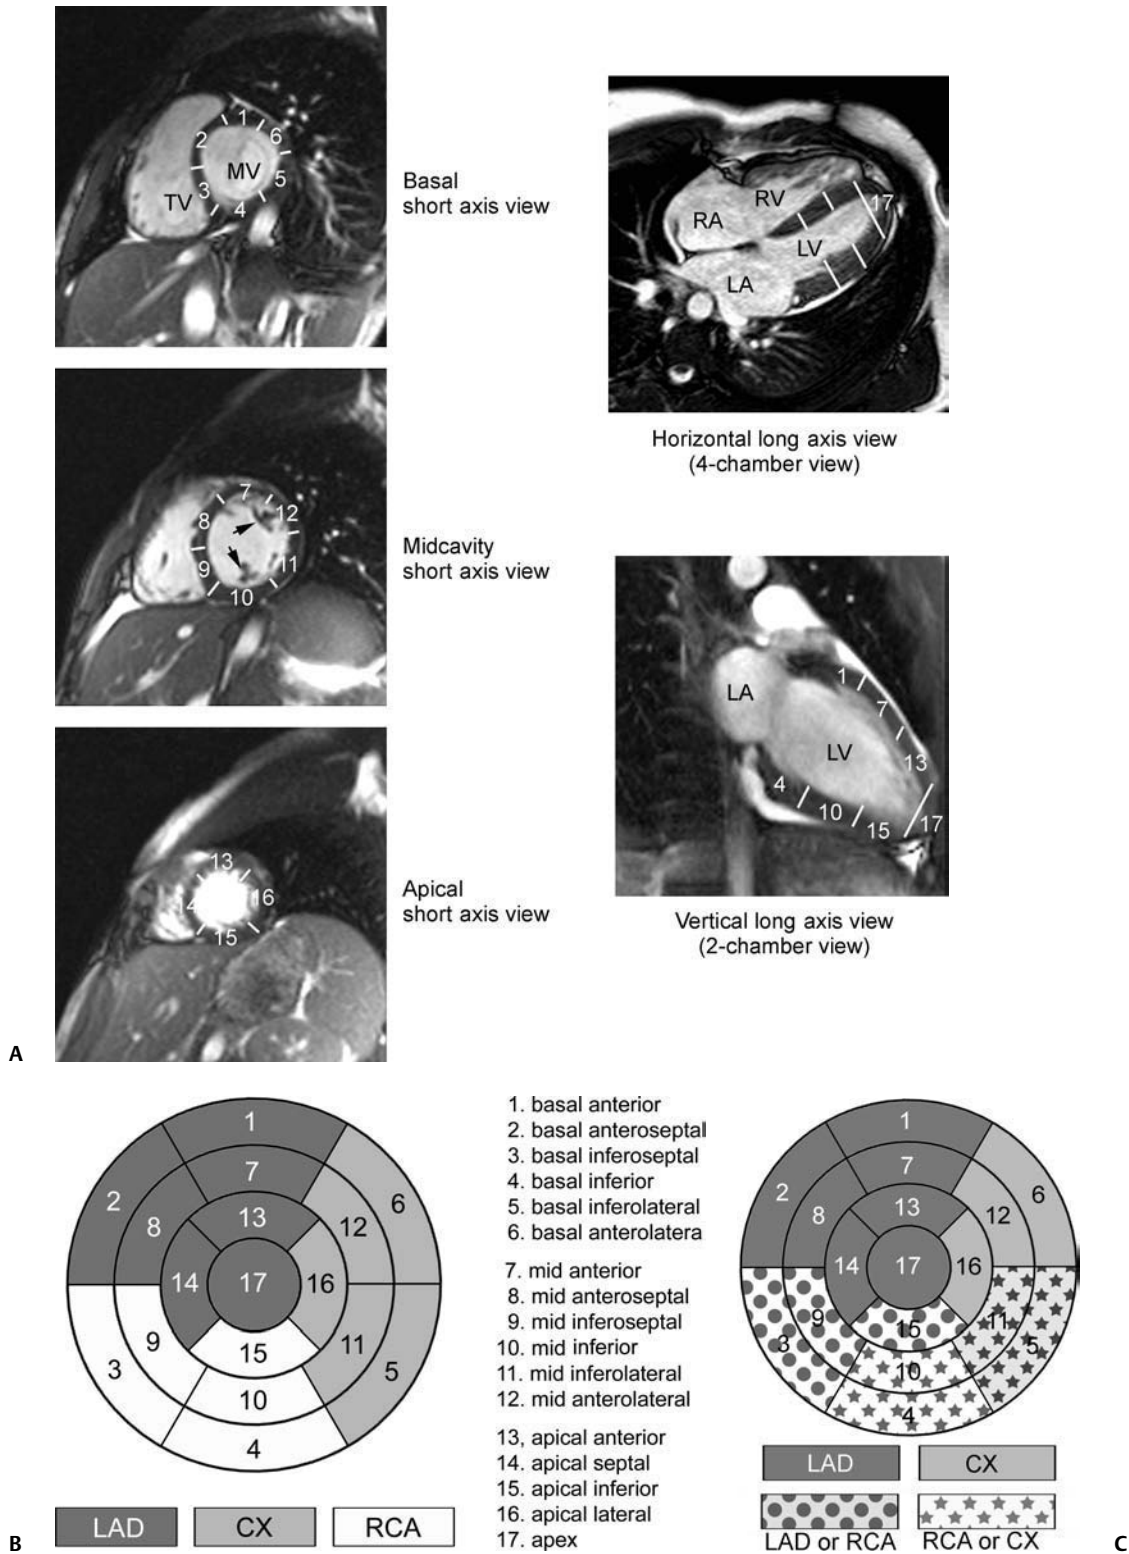 1
2
6
MV
5
TV
3
4
Basal
short axis view
RV
17
RA
LV
LA
Horizontal long axis view
(4-chamber view)
7
8
12
9
11
10
Midcavity
short axis view
1
LA
7
LV
13
4
10
15
17
Vertical long axis view
(2-chamber view)
13
16
15
Apical
short axis view
A
1
2
7
6
8
13
12
14
17
16
9
15
11
3
10
5
4
LAD
CX
RCA
B
1. basal anterior
2. basal anteroseptal
3. basal inferoseptal
4. basal inferior
5. basal inferolateral
6. basal anterolatera
7. mid anterior
8. mid anteroseptal
9. mid inferoseptal
10. mid inferior
11. mid inferolateral
12. mid anterolateral
13, apical anterior
14. apical septal
15. apical inferior
16. apical lateral
17. apex
1
2
7
6
8
13
12
14
17
16
9
15
11
3
10
5
4
LAD
CX
LAD or RCA
RCA or CX
C